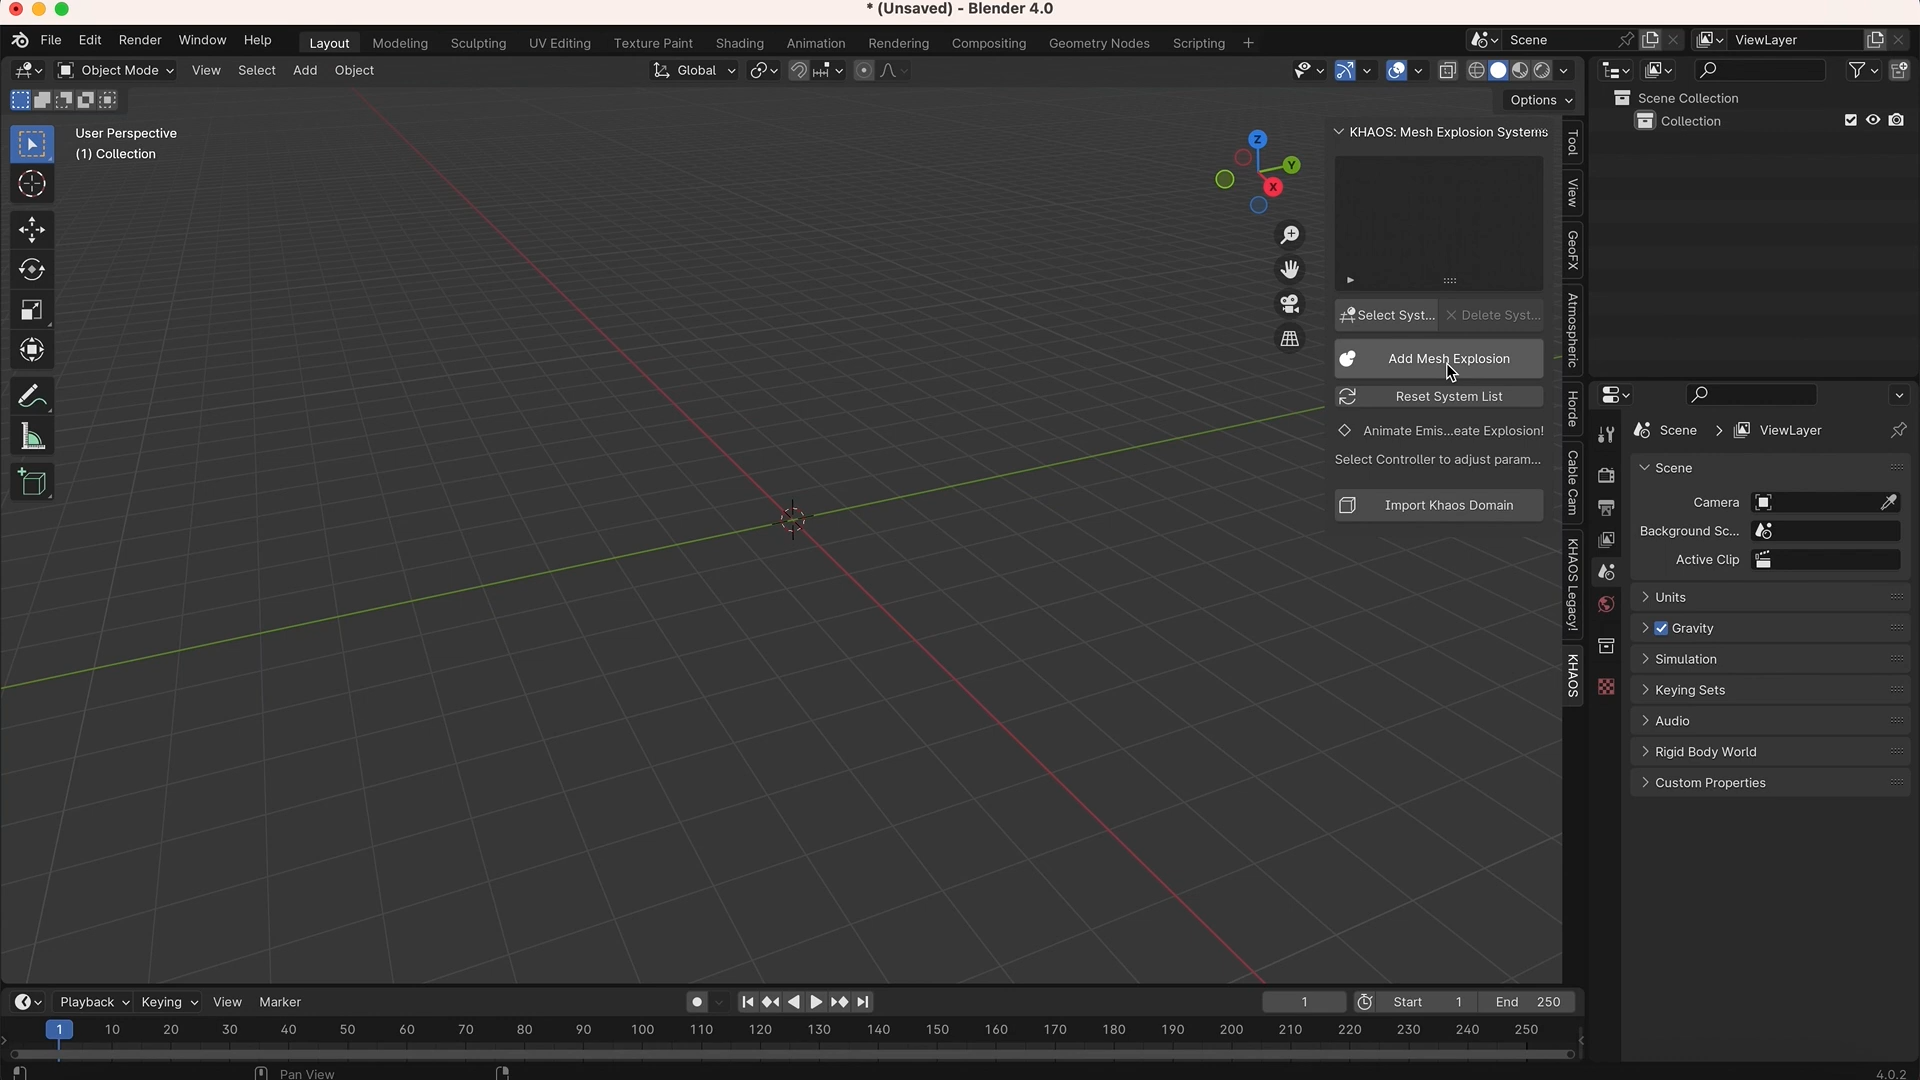 * (Unsaved) - Blender 4.0
File Edit Render Window Help Layout Modeling Sculpting UV Editing Texture Paint Shading Animation Rendering Compositing Geometry Nodes Scripting + Scene ViewLayer
Object Mode View Select Add Object Global
Options
User Perspective
(1) Collection
Z
Y
X
KHAOS: Mesh Explosion Systems
Select Syst...
Delete Syst...
Add Mesh Explosion
Reset System List
Animate Emis...eate Explosion!
Select Controller to adjust param...
Import Khaos Domain
Tool
View
GeoFX
Atmospheric
Horde
Cable Cam
KHAOS Legacy!
KHAOS
Scene Collection
Collection
Scene > ViewLayer
Scene
Camera
Background Sc...
Active Clip
Units
Gravity
Simulation
Keying Sets
Audio
Rigid Body World
Custom Properties
Playback Keying View Marker 1 Start 1 End 250
1 10 20 30 40 50 60 70 80 90 100 110 120 130 140 150 160 170 180 190 200 210 220 230 240 250
Pan View 4.0.2